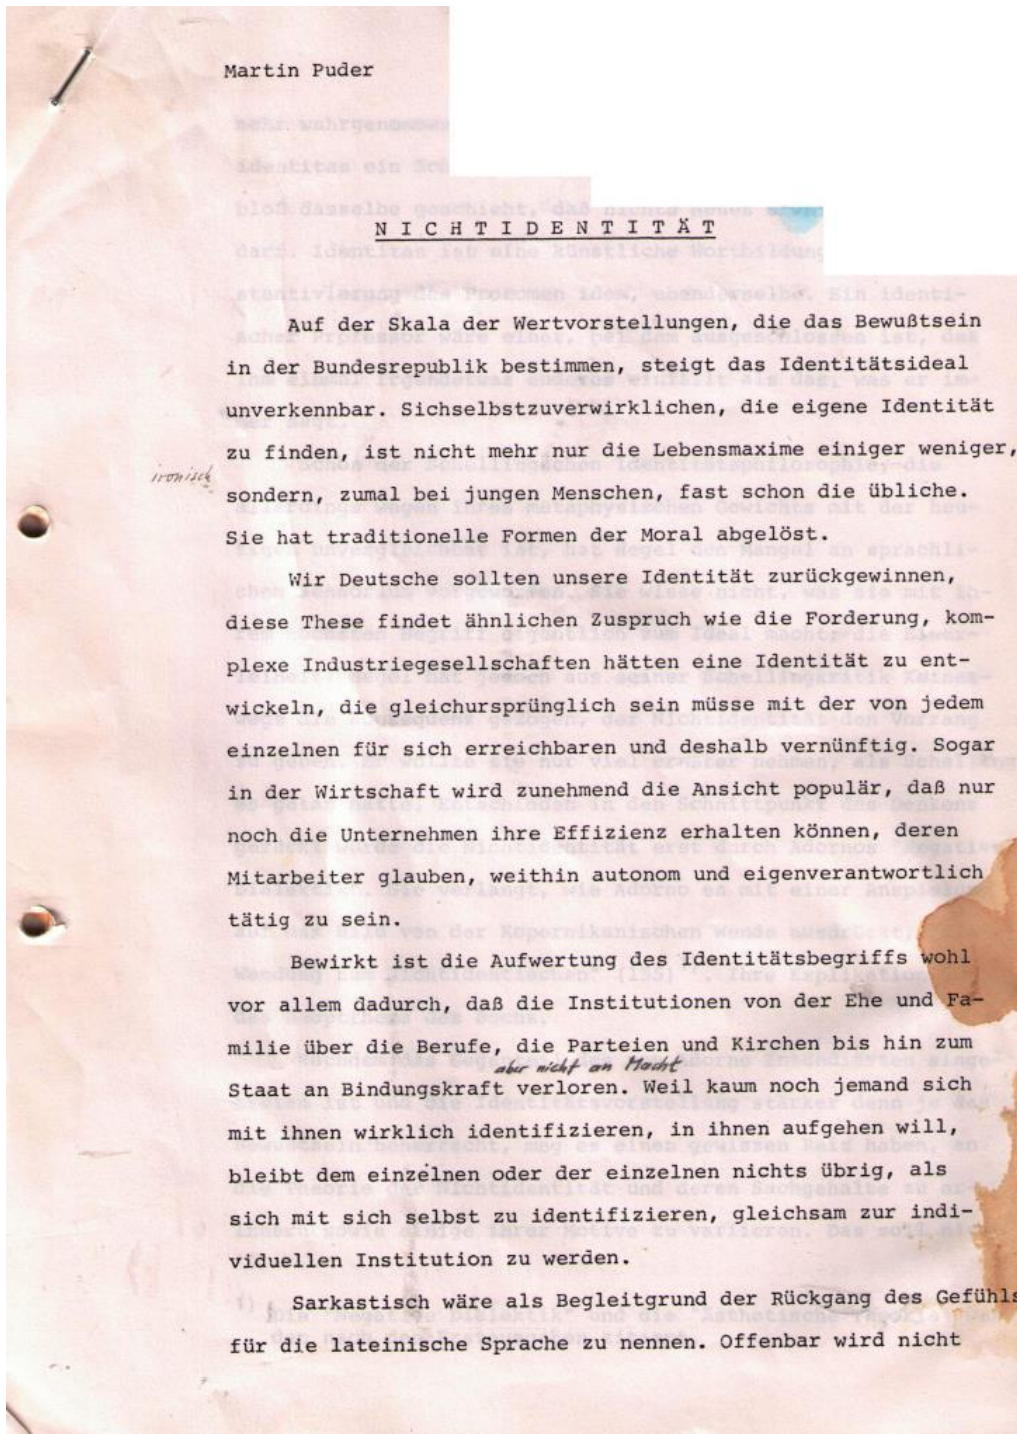 Martin Puder
NICHTIDENTITÄT
Auf der Skala der Wertvorstellungen, die das Bewußtsein
in der Bundesrepublik bestimmen, steigt das Identitätsideal
unverkennbar. Sichselbstzuverwirklichen, die eigene Identität
zu finden, ist nicht mehr nur die Lebensmaxime einiger weniger,
ironisch
sondern, zumal bei jungen Menschen, fast schon die übliche.
Sie hat traditionelle Formen der Moral abgelöst.
Wir Deutsche sollten unsere Identität zurückgewinnen,
diese These findet ähnlichen Zuspruch wie die Forderung, kom-
plexe Industriegesellschaften hätten eine Identität zu ent-
wickeln, die gleichursprünglich sein müsse mit der von jedem
einzelnen für sich erreichbaren und deshalb vernünftig. Sogar
in der Wirtschaft wird zunehmend die Ansicht populär, daß nur
noch die Unternehmen ihre Effizienz erhalten können, deren
Mitarbeiter glauben, weithin autonom und eigenverantwortlich
tätig zu sein.
Bewirkt ist die Aufwertung des Identitätsbegriffs wohl
vor allem dadurch, daß die Institutionen von der Ehe und Fa-
milie über die Berufe, die Parteien und Kirchen bis hin zum
aber nicht an Macht
Staat an Bindungskraft verloren. Weil kaum noch jemand sich
mit ihnen wirklich identifizieren, in ihnen aufgehen will,
bleibt dem einzelnen oder der einzelnen nichts übrig, als
sich mit sich selbst zu identifizieren, gleichsam zur indi-
viduellen Institution zu werden.
Sarkastisch wäre als Begleitgrund der Rückgang des Gefühls
für die lateinische Sprache zu nennen. Offenbar wird nicht